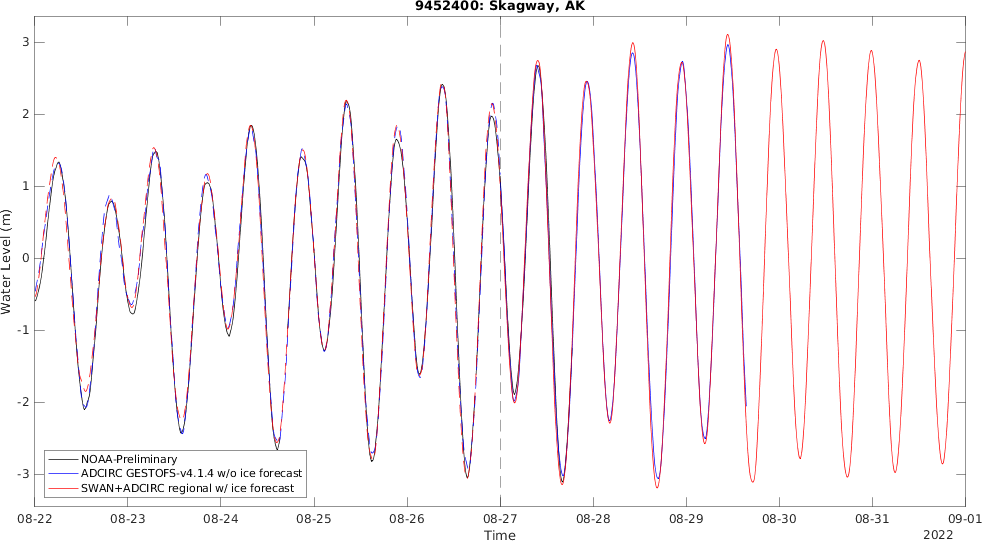 9452400: Skagway, AK
3
2
1
0
-1
-2
-3
Water Level (m)
NOAA-Preliminary
ADCIRC GESTOFS-v4.1.4 w/o ice forecast
SWAN+ADCIRC regional w/ ice forecast
08-22 08-23 08-24 08-25 08-26 08-27 08-28 08-29 08-30 08-31 09-01
Time
2022